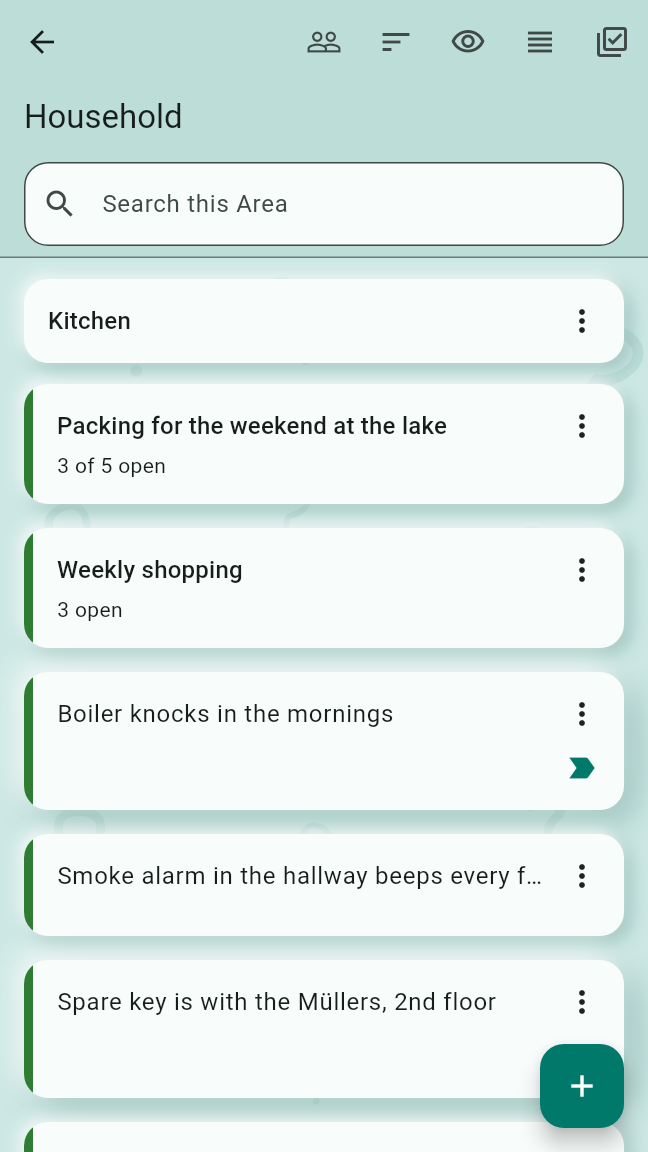 Household
Search this Area
Kitchen
Packing for the weekend at the lake
3 of 5 open
Weekly shopping
3 open
Boiler knocks in the mornings
Smoke alarm in the hallway beeps every f…
Spare key is with the Müllers, 2nd floor